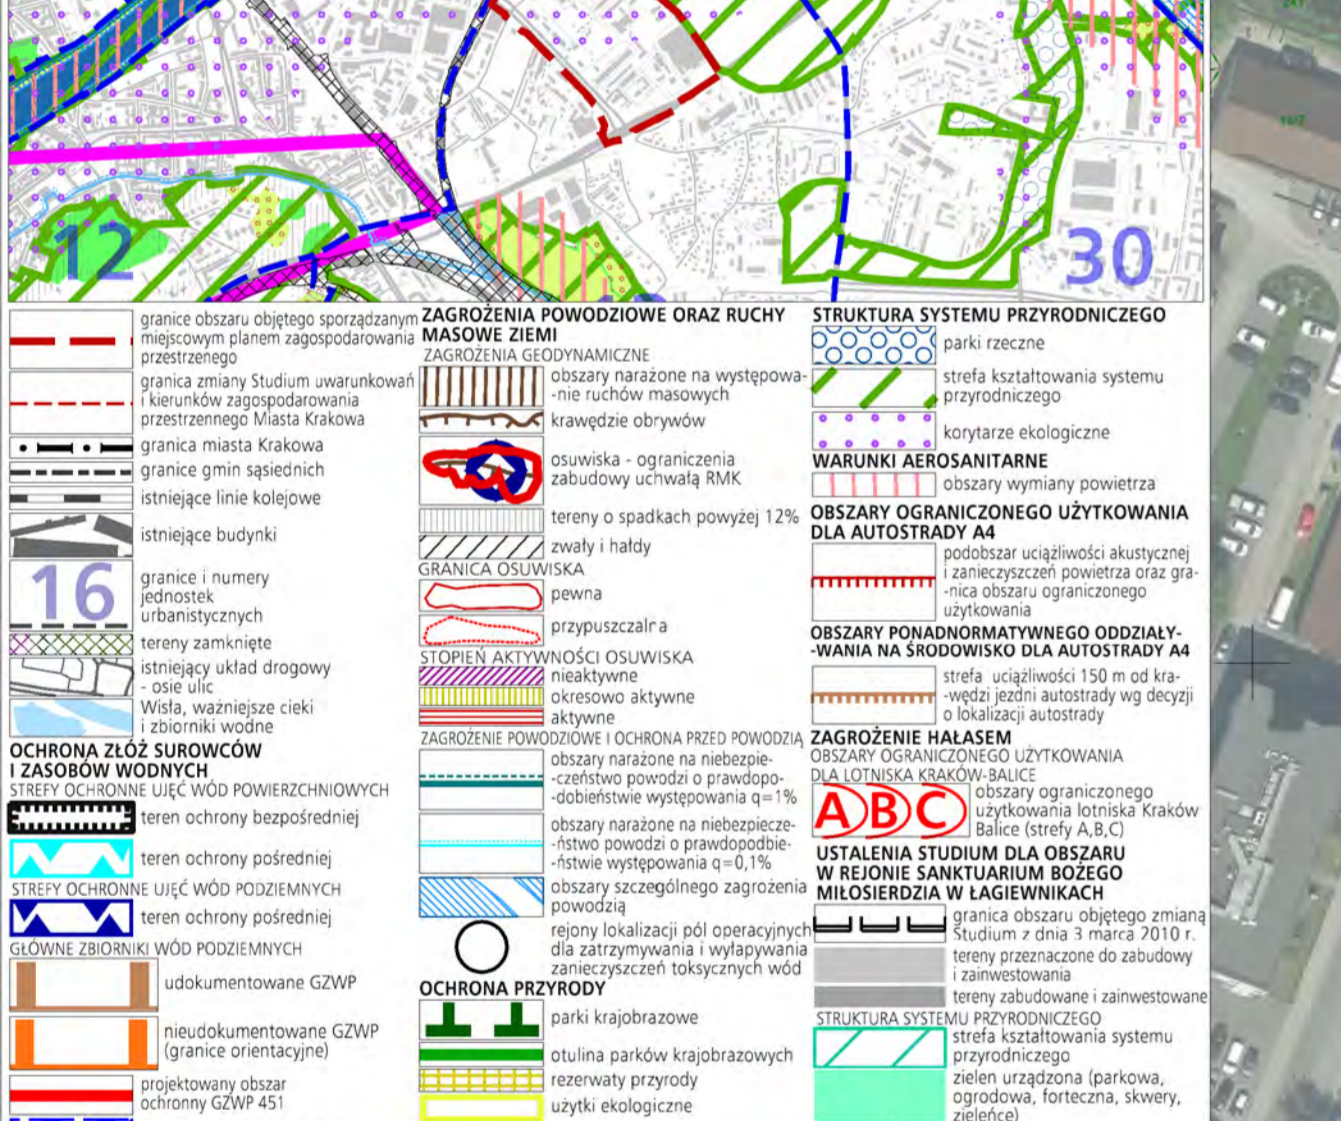 12
30
granice obszaru objętego sporządzanym
miejscowym planem zagospodarowania
przestrzenego
granica zmiany Studium uwarunkowań
i kierunków zagospodarowania
przestrzennego Miasta Krakowa
granica miasta Krakowa
granice gmin sąsiednich
istniejące linie kolejowe
istniejące budynki
16
granice i numery
jednostek
urbanistycznych
tereny zamknięte
istniejący układ drogowy
- osie ulic
Wisła, ważniejsze cieki
i zbiorniki wodne
OCHRONA ZŁÓŻ SUROWCÓW
I ZASOBÓW WODNYCH
STREFY OCHRONNE UJĘĆ WÓD POWIERZCHNIOWYCH
teren ochrony bezpośredniej
teren ochrony pośredniej
STREFY OCHRONNE UJĘĆ WÓD PODZIEMNYCH
teren ochrony pośredniej
GŁÓWNE ZBIORNIKI WÓD PODZIEMNYCH
udokumentowane GZWP
nieudokumentowane GZWP
(granice orientacyjne)
projektowany obszar
ochronny GZWP 451
ZAGROŻENIA POWODZIOWE ORAZ RUCHY
MASOWE ZIEMI
ZAGROŻENIA GEODYNAMICZNE
obszary narażone na występowa-
-nie ruchów masowych
krawędzie obrywów
osuwiska - ograniczenia
zabudowy uchwałą RMK
tereny o spadkach powyżej 12%
zwały i hałdy
GRANICA OSUWISKA
pewna
przypuszczalna
STOPIEŃ AKTYWNOŚCI OSUWISKA
nieaktywne
okresowo aktywne
aktywne
ZAGROŻENIE POWODZIOWE I OCHRONA PRZED POWODZIĄ
obszary narażone na niebezpie-
-czeństwo powodzi o prawdopo-
-dobieństwie występowania q=1%
obszary narażone na niebezpiecze-
-ństwo powodzi o prawdopodbie-
-ństwie występowania q=0,1%
obszary szczególnego zagrożenia
powodzią
rejony lokalizacji pól operacyjnych
dla zatrzymywania i wyłapywania
zanieczyszczeń toksycznych wód
OCHRONA PRZYRODY
parki krajobrazowe
otulina parków krajobrazowych
rezerwaty przyrody
użytki ekologiczne
STRUKTURA SYSTEMU PRZYRODNICZEGO
parki rzeczne
strefa kształtowania systemu
przyrodniczego
korytarze ekologiczne
WARUNKI AEROSANITARNE
obszary wymiany powietrza
OBSZARY OGRANICZONEGO UŻYTKOWANIA
DLA AUTOSTRADY A4
podobszar uciążliwości akustycznej
i zanieczyszczeń powietrza oraz gra-
-nica obszaru ograniczonego
użytkowania
OBSZARY PONADNORMATYWNEGO ODDZIAŁY-
-WANIA NA ŚRODOWISKO DLA AUTOSTRADY A4
strefa uciążliwości 150 m od kra-
-wędzi jezdni autostrady wg decyzji
o lokalizacji autostrady
ZAGROŻENIE HAŁASEM
OBSZARY OGRANICZONEGO UŻYTKOWANIA
DLA LOTNISKA KRAKÓW-BALICE
A B C
obszary ograniczonego
użytkowania lotniska Kraków
Balice (strefy A,B,C)
USTALENIA STUDIUM DLA OBSZARU
W REJONIE SANKTUARIUM BOŻEGO
MIŁOSIERDZIA W ŁAGIEWNIKACH
granica obszaru objętego zmianą
Studium z dnia 3 marca 2010 r.
tereny przeznaczone do zabudowy
i zainwestowania
tereny zabudowane i zainwestowane
STRUKTURA SYSTEMU PRZYRODNICZEGO
strefa kształtowania systemu
przyrodniczego
zielen urządzona (parkowa,
ogrodowa, forteczna, skwery,
zieleńce)